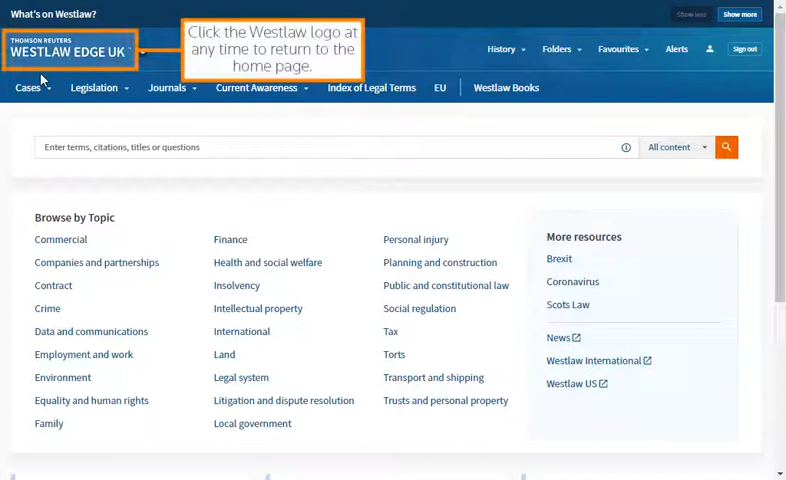 What's on Westlaw?
Show less
Show more
THOMSON REUTERS
WESTLAW EDGE UK
Click the Westlaw logo at
any time to return to the
home page.
History
Folders
Favourites
Alerts
Sign out
Cases
Legislation
Journals
Current Awareness
Index of Legal Terms
EU
Westlaw Books
Enter terms, citations, titles or questions
All content
Browse by Topic
Commercial
Companies and partnerships
Contract
Crime
Data and communications
Employment and work
Environment
Equality and human rights
Family
Finance
Health and social welfare
Insolvency
Intellectual property
International
Land
Legal system
Litigation and dispute resolution
Local government
Personal injury
Planning and construction
Public and constitutional law
Social regulation
Tax
Torts
Transport and shipping
Trusts and personal property
More resources
Brexit
Coronavirus
Scots Law
News
Westlaw International
Westlaw US